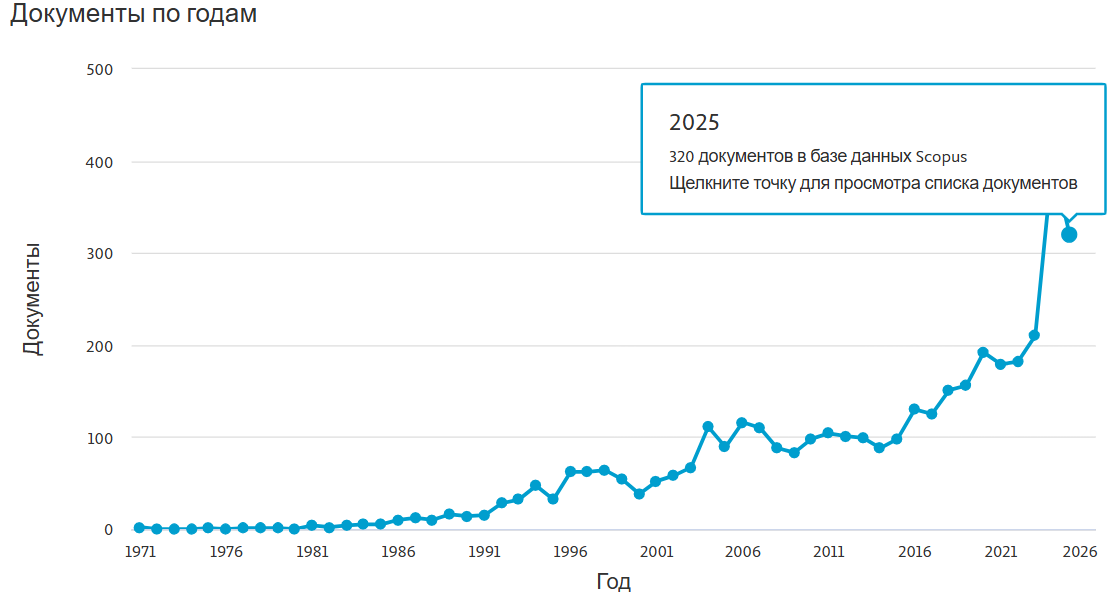 Документы по годам
500
400
300
200
100
0
Документы
2025
320 документов в базе данных Scopus
Щелкните точку для просмотра списка документов
1971 1976 1981 1986 1991 1996 2001 2006 2011 2016 2021 2026
Год